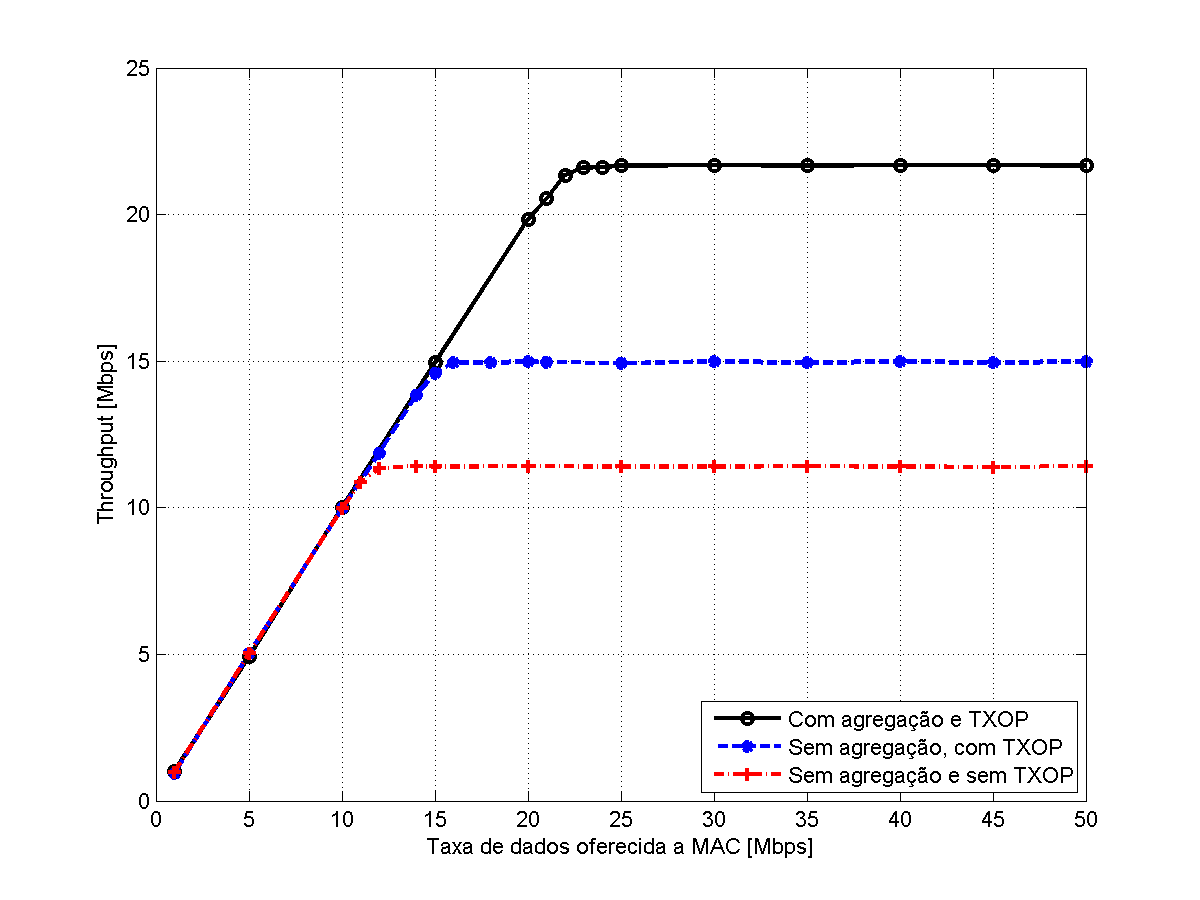 25
20
15
10
5
0
Throughput [Mbps]
0 5 10 15 20 25 30 35 40 45 50
Taxa de dados oferecida a MAC [Mbps]
Com agregação e TXOP
Sem agregação, com TXOP
Sem agregação e sem TXOP